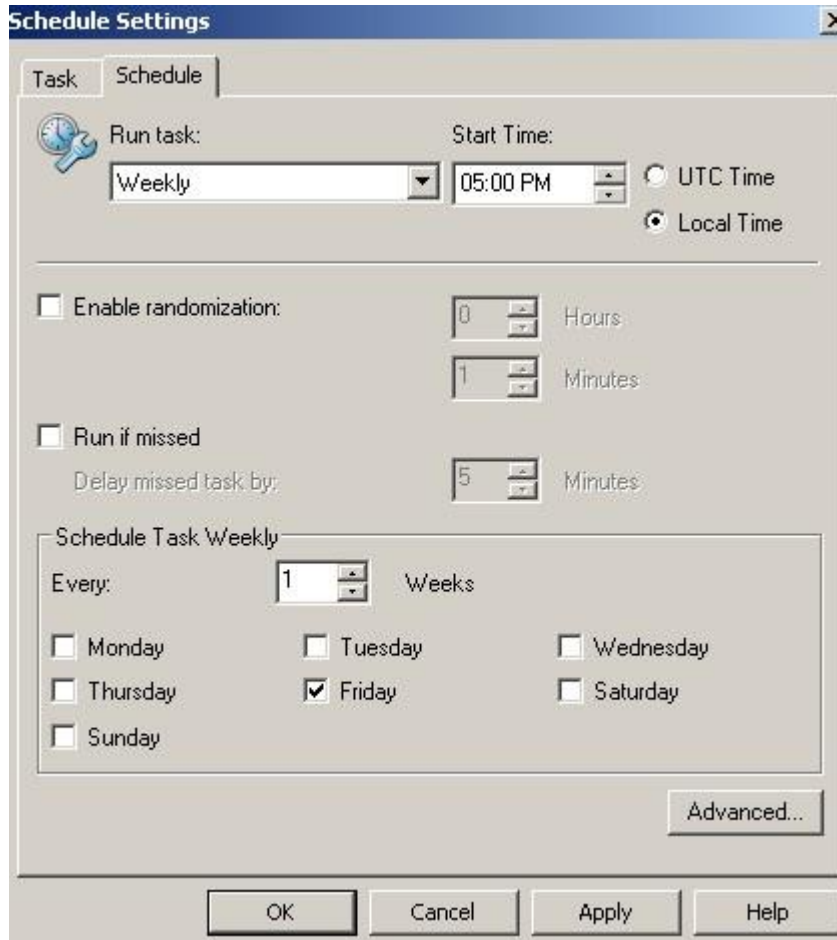 Schedule Settings
Task Schedule
Run task: Start Time:
Weekly 05:00 PM UTC Time
Local Time
Enable randomization: 0 Hours
1 Minutes
Run if missed
Delay missed task by: 5 Minutes
Schedule Task Weekly
Every: 1 Weeks
Monday Tuesday Wednesday
Thursday Friday Saturday
Sunday
Advanced...
OK Cancel Apply Help